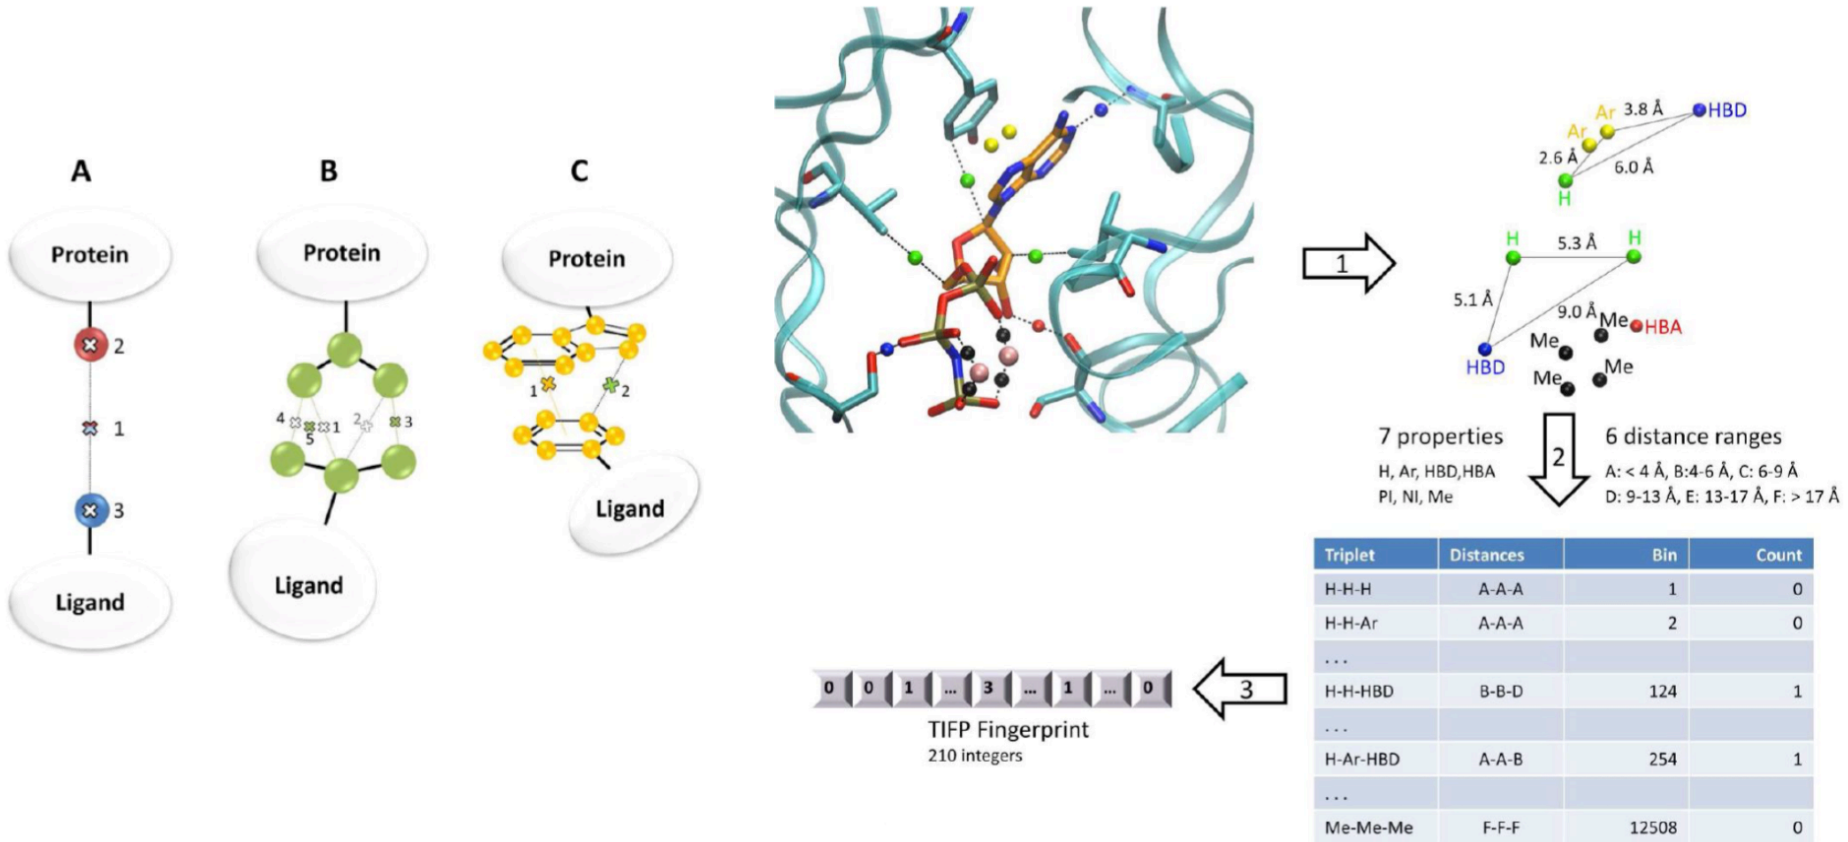 A
B
C
Protein
Protein
Protein
2
1
3
4
5
1
2
3
1
2
Ligand
Ligand
Ligand
1
Ar
Ar
3.8 Å
HBD
2.6 Å
6.0 Å
H
H
5.3 Å
H
5.1 Å
9.0 Å
Me
HBA
Me
HBD
Me
Me
7 properties
H, Ar, HBD,HBA
PI, NI, Me
2
6 distance ranges
A: < 4 Å, B:4-6 Å, C: 6-9 Å
D: 9-13 Å, E: 13-17 Å, F: > 17 Å
Triplet Distances Bin Count
H-H-H A-A-A 1 0
H-H-Ar A-A-A 2 0
...
H-H-HBD B-B-D 124 1
...
H-Ar-HBD A-A-B 254 1
...
Me-Me-Me F-F-F 12508 0
3
0 0 1 ... 3 ... 1 ... 0
TIFP Fingerprint
210 integers